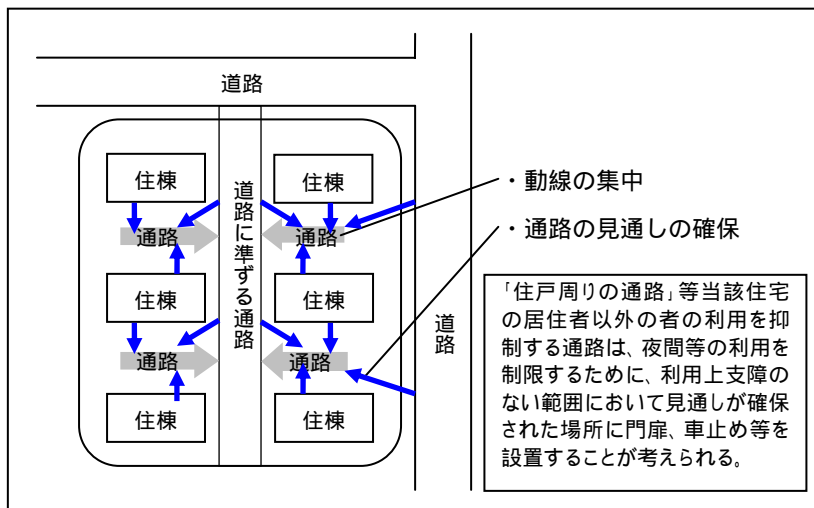 道路
住棟
住棟
・動線の集中
通路
通路
・通路の見通しの確保
道路に準ずる通路
住棟
住棟
道路
通路
通路
住棟
住棟
「住戸周りの通路」等当該住宅
の居住者以外の者の利用を抑
制する通路は、夜間等の利用を
制限するために、利用上支障の
ない範囲において見通しが確保
された場所に門扉、車止め等を
設置することが考えられる。